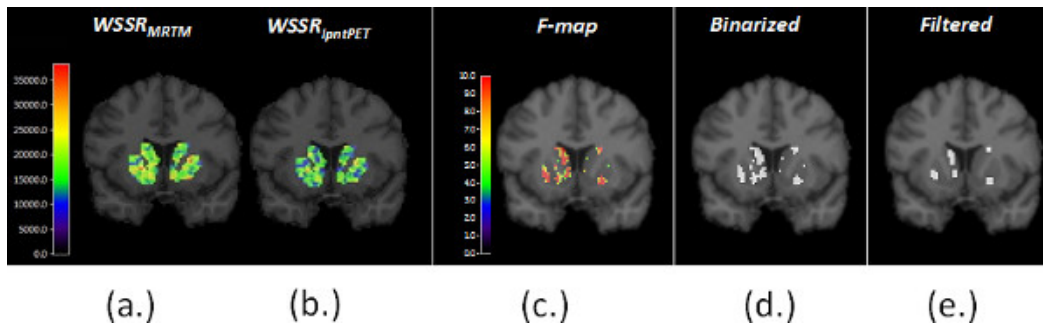 WSSR_MRTM
WSSR_lpntPET
F-map
Binarized
Filtered
35000.0
30000.0
25000.0
20000.0
15000.0
10000.0
5000.0
0.0
10.0
9.0
8.0
7.0
6.0
5.0
4.0
3.0
2.0
1.0
0.0
(a.)
(b.)
(c.)
(d.)
(e.)